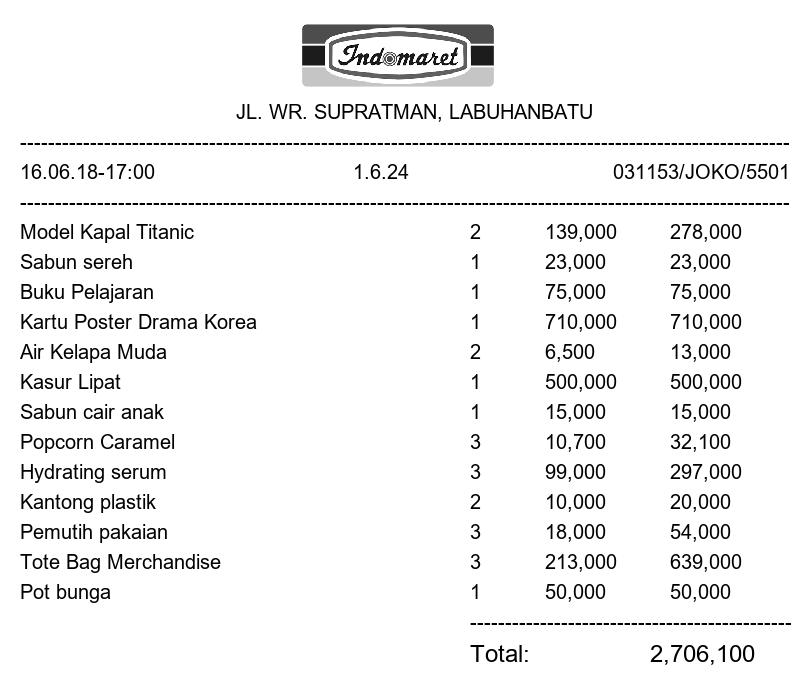 Indomaret
JL. WR. SUPRATMAN, LABUHANBATU
16.06.18-17:00 1.6.24 031153/JOKO/5501
Model Kapal Titanic 2 139,000 278,000
Sabun sereh 1 23,000 23,000
Buku Pelajaran 1 75,000 75,000
Kartu Poster Drama Korea 1 710,000 710,000
Air Kelapa Muda 2 6,500 13,000
Kasur Lipat 1 500,000 500,000
Sabun cair anak 1 15,000 15,000
Popcorn Caramel 3 10,700 32,100
Hydrating serum 3 99,000 297,000
Kantong plastik 2 10,000 20,000
Pemutih pakaian 3 18,000 54,000
Tote Bag Merchandise 3 213,000 639,000
Pot bunga 1 50,000 50,000
Total: 2,706,100